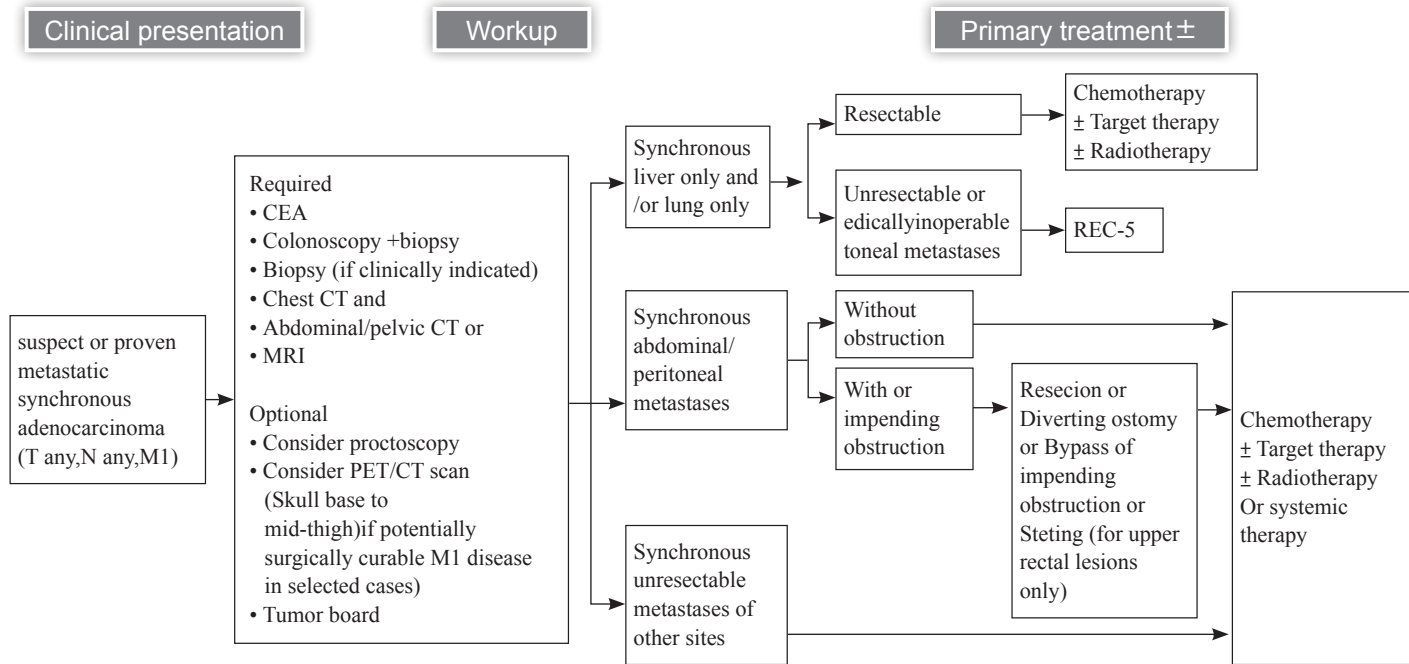 Clinical presentation
Workup
Primary treatment±
suspect or proven
metastatic
synchronous
adenocarcinoma
(T any,N any,M1)
Required
• CEA
• Colonoscopy +biopsy
• Biopsy (if clinically indicated)
• Chest CT and
• Abdominal/pelvic CT or
• MRI
Optional
• Consider proctoscopy
• Consider PET/CT scan
(Skull base to
mid-thigh)if potentially
surgically curable M1 disease
in selected cases)
• Tumor board
Synchronous
liver only and
/or lung only
Resectable
Chemotherapy
± Target therapy
± Radiotherapy
Unresectable or
edicallyinoperable
toneal metastases
REC-5
Synchronous
abdominal/
peritoneal
metastases
Without
obstruction
With or
impending
obstruction
Resecion or
Diverting ostomy
or Bypass of
impending
obstruction or
Steting (for upper
rectal lesions
only)
Synchronous
unresectable
metastases of
other sites
Chemotherapy
± Target therapy
± Radiotherapy
Or systemic
therapy